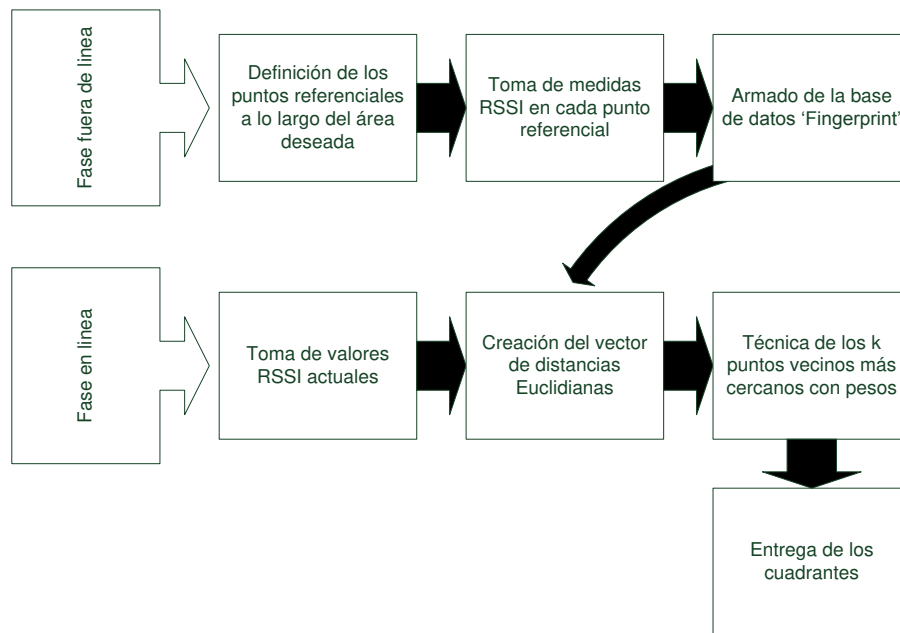 Fase fuera de linea
Definición de los
puntos referenciales
a lo largo del área
deseada
Toma de medidas
RSSI en cada punto
referencial
Armado de la base
de datos ‘Fingerprint’
Fase en linea
Toma de valores
RSSI actuales
Creación del vector
de distancias
Euclidianas
Técnica de los k
puntos vecinos más
cercanos con pesos
Entrega de los
cuadrantes